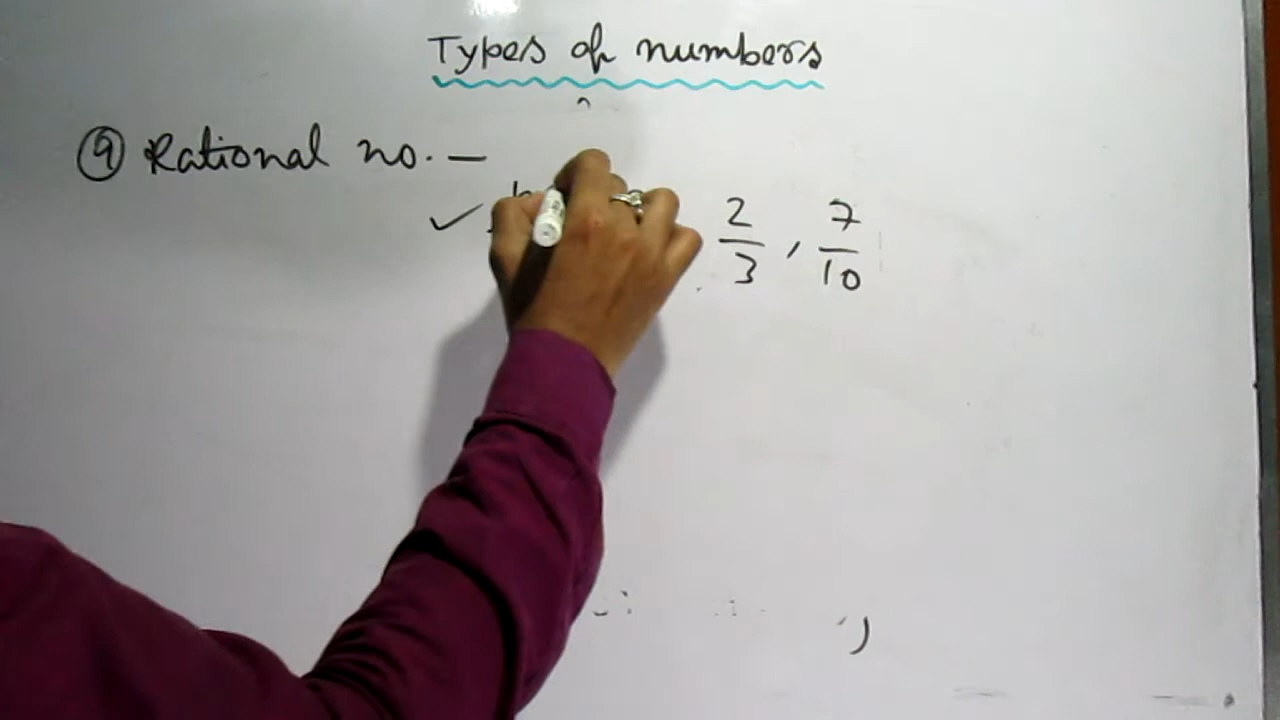 Types of numbers
9 Rational no. —
✓ 2/3, 7/10